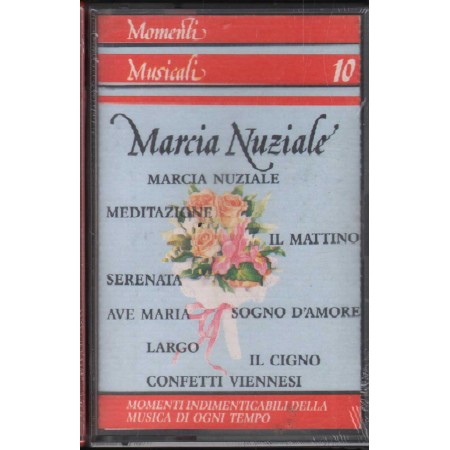 Momenti
Musicali 10
Marcia Nuziale
MARCIA NUZIALE
MEDITAZIONE
IL MATTINO
SERENATA
AVE MARIA SOGNO D'AMORE
LARGO
IL CIGNO
CONFETTI VIENNESI
MOMENTI INDIMENTICABILI DELLA
MUSICA DI OGNI TEMPO